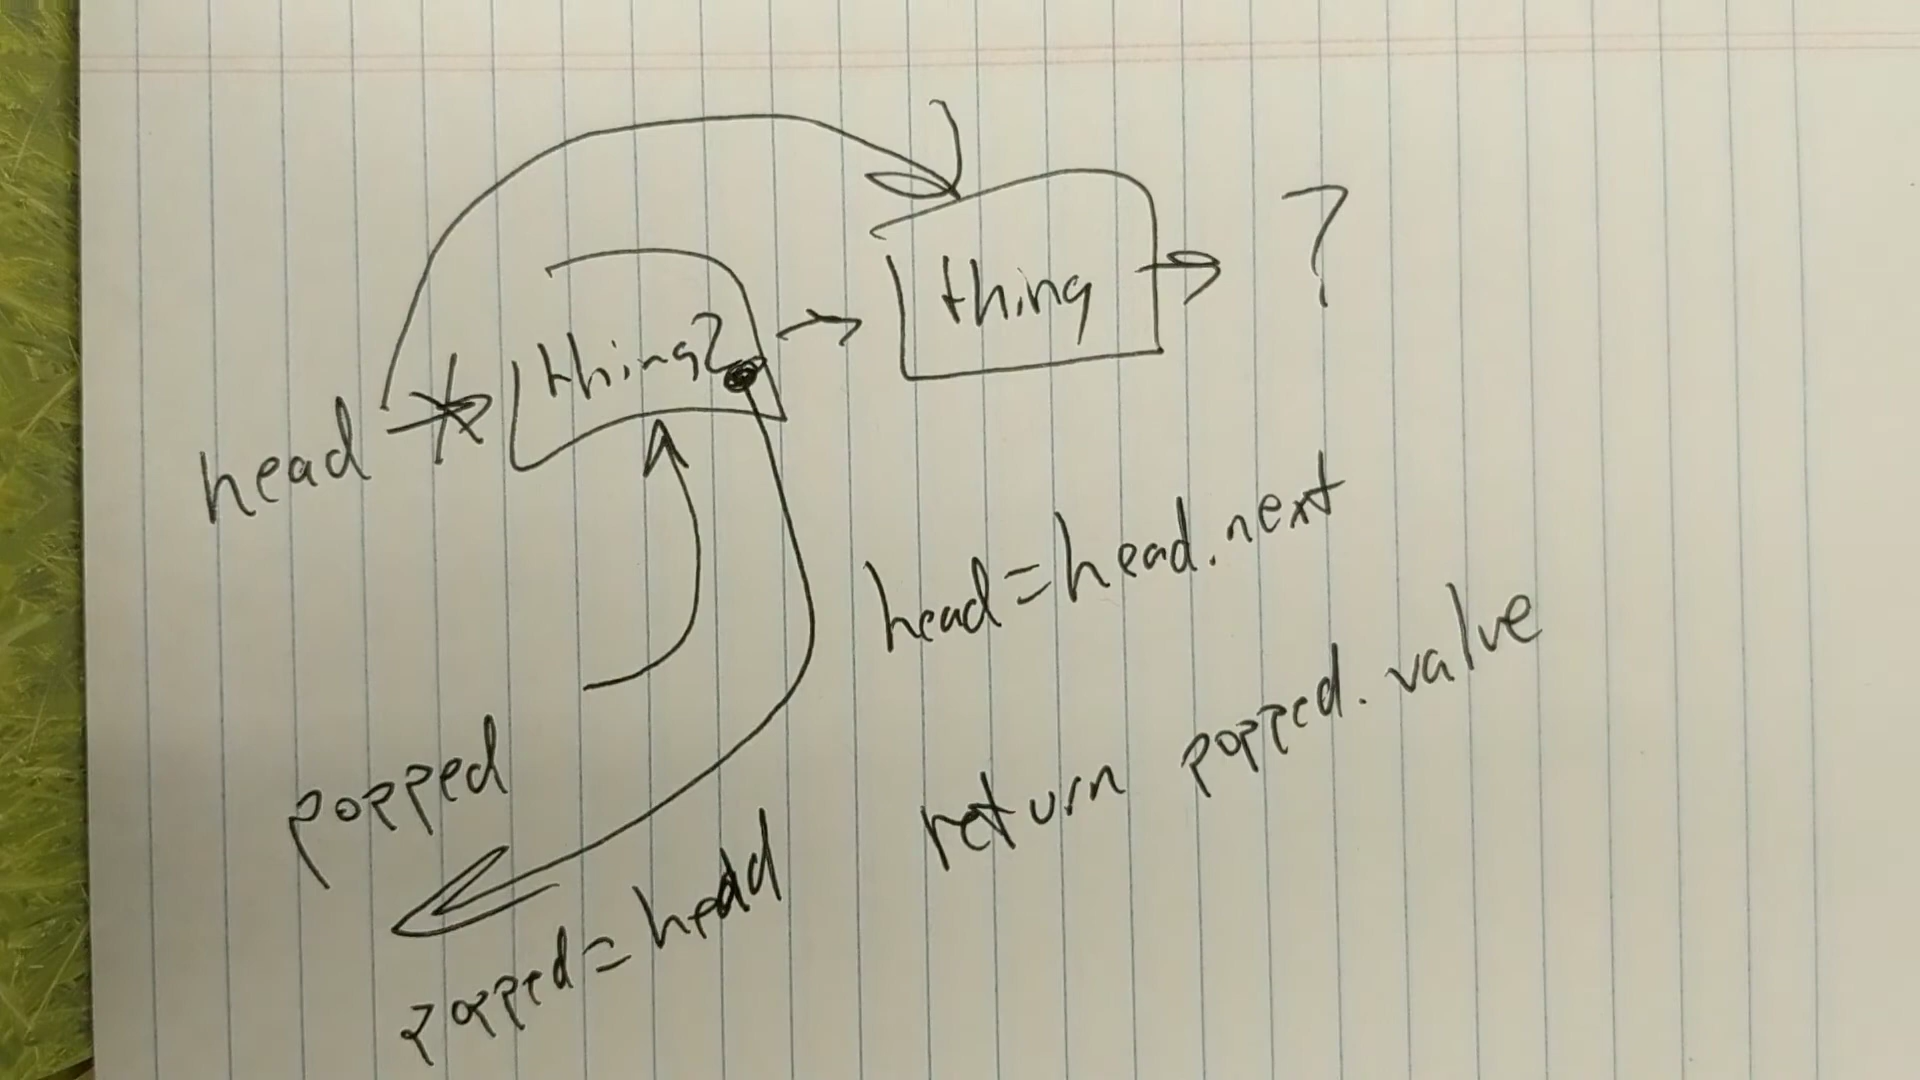 ?
thing
thing2
head
head=head.next
popped
return popped.value
popped=head